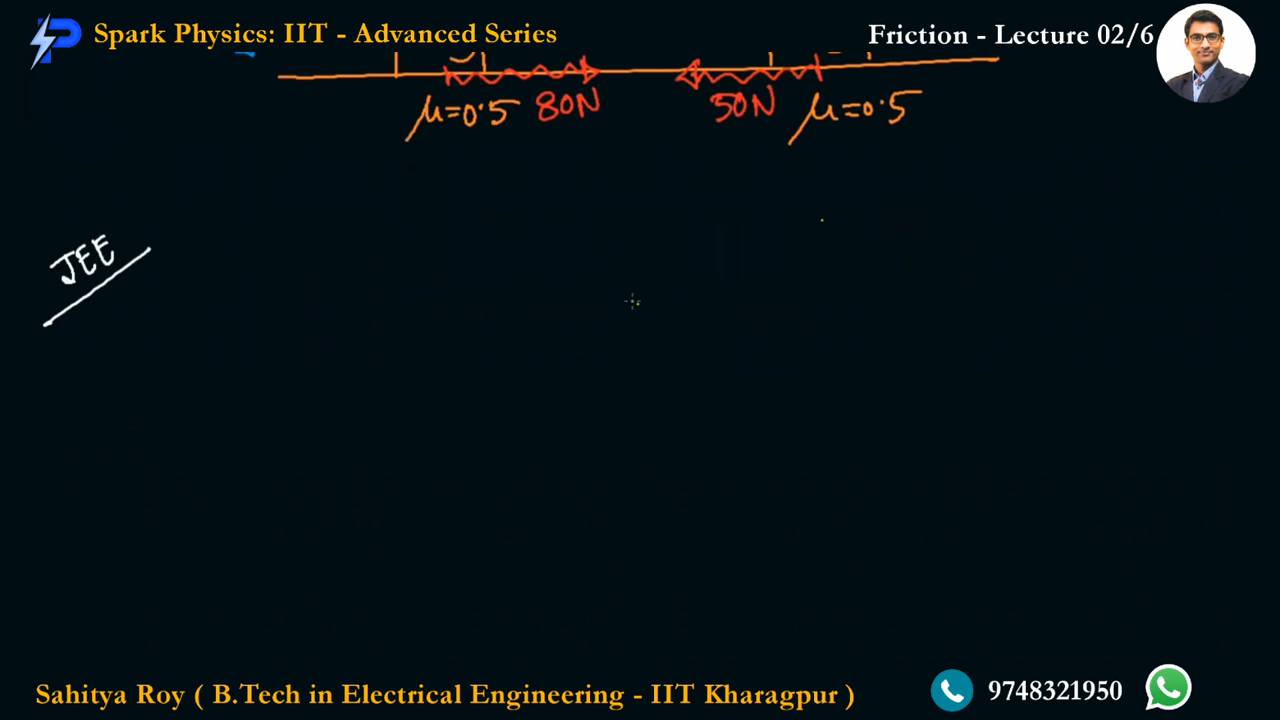 Spark Physics: IIT - Advanced Series
Friction - Lecture 02/6
μ=0.5 80N 50N μ=0.5
JEE
Sahitya Roy ( B.Tech in Electrical Engineering - IIT Kharagpur )
9748321950